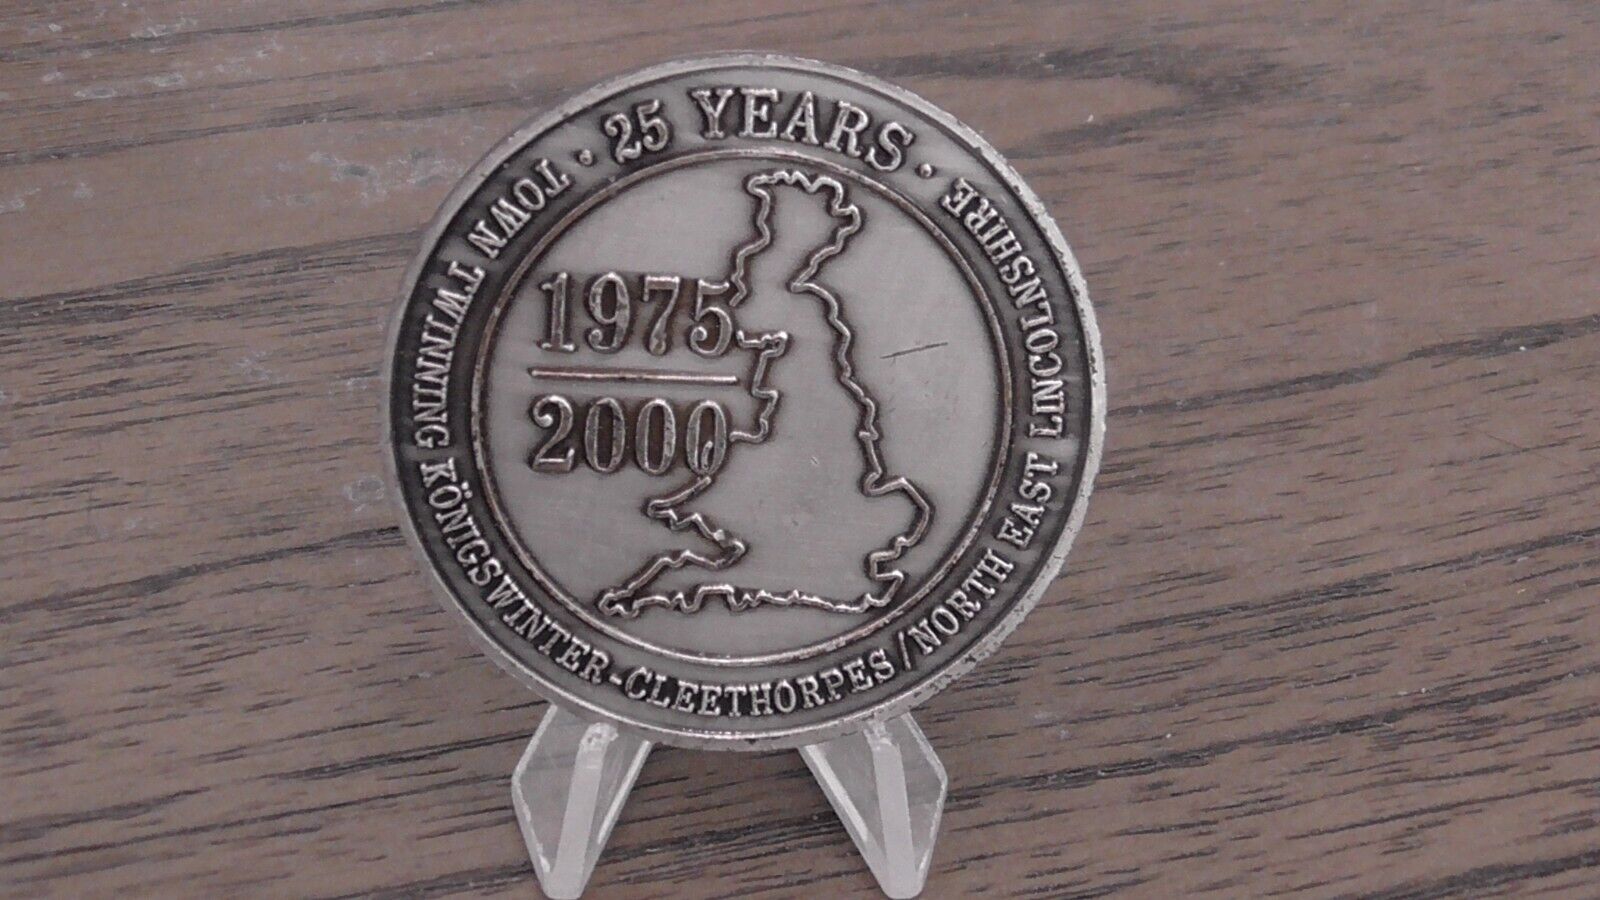 · 25 YEARS ·
TOWN TWINNING KÖNIGSWINTER-CLEETHORPES/NORTH EAST LINCOLNSHIRE
1975
2000